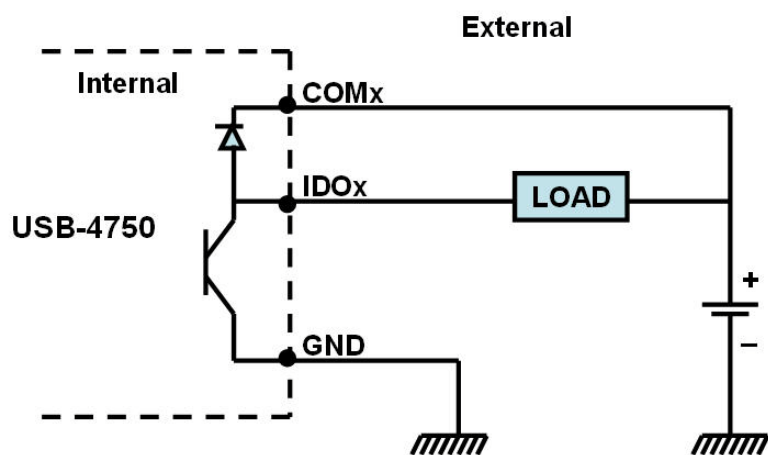 External
Internal
COMx
IDOx
LOAD
USB-4750
+
GND
–